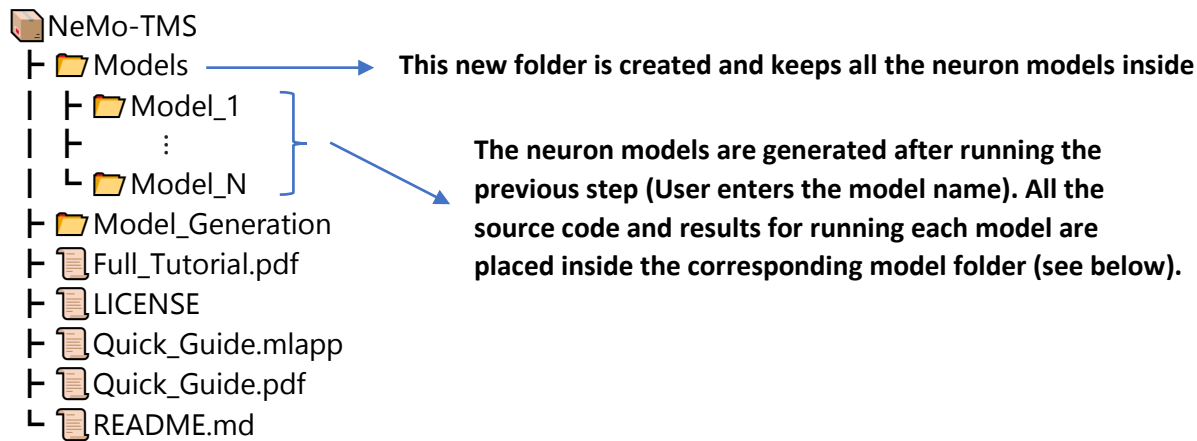 NeMo-TMS
Models
This new folder is created and keeps all the neuron models inside
Model_1
⋮
Model_N
The neuron models are generated after running the
previous step (User enters the model name). All the
source code and results for running each model are
placed inside the corresponding model folder (see below).
Model_Generation
Full_Tutorial.pdf
LICENSE
Quick_Guide.mlapp
Quick_Guide.pdf
README.md